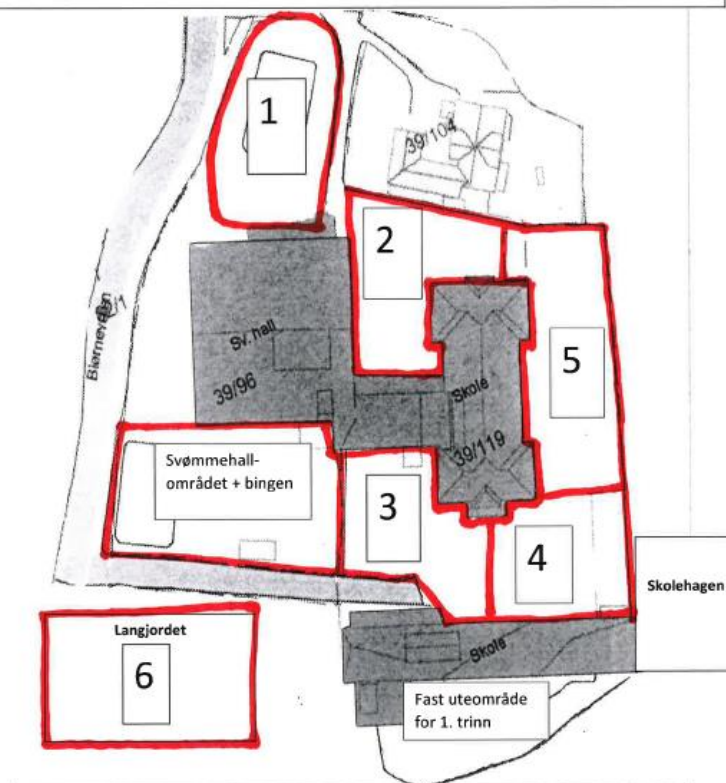 1
39/104
2
Sv. hall
39/96
Skole
39/119
5
Svømmehall-
området + bingen
3
4
Skolehagen
Langjordet
6
Skole
Fast uteområde
for 1. trinn